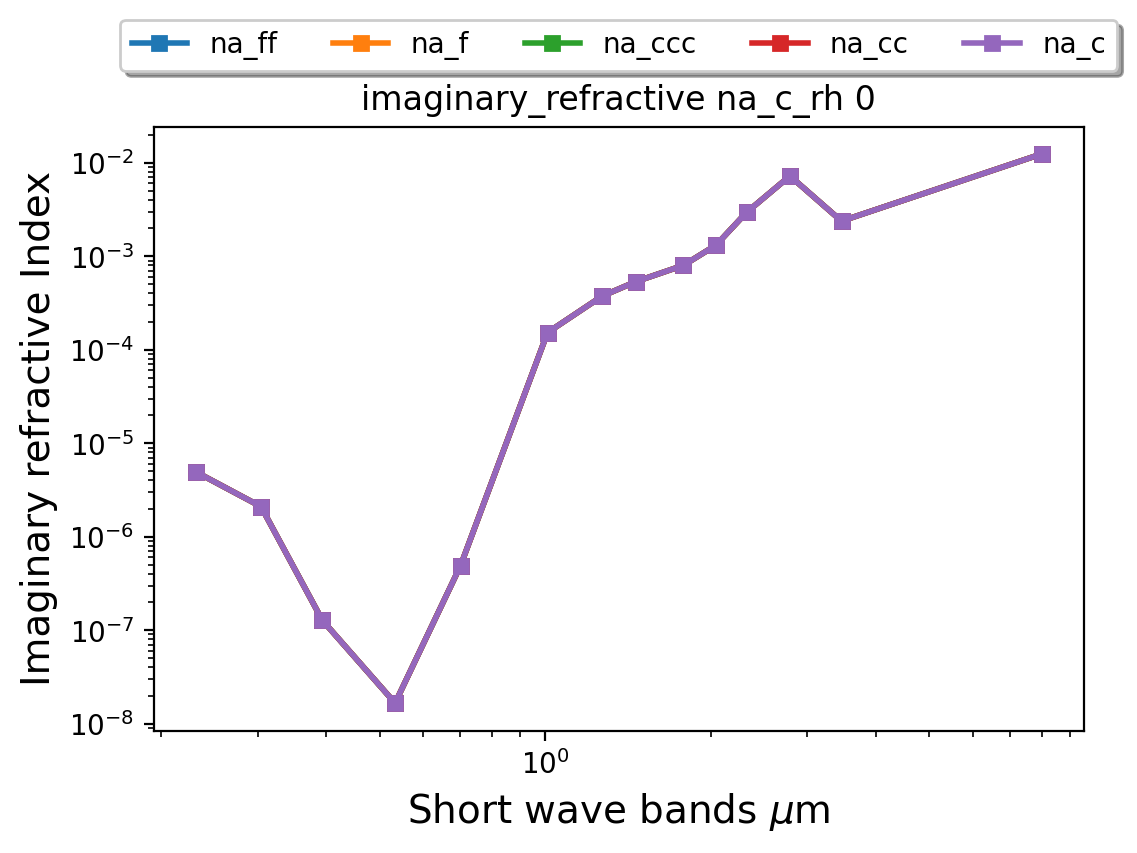 na_ff na_f na_ccc na_cc na_c
imaginary_refractive na_c_rh 0
Imaginary refractive Index
10⁻²
10⁻³
10⁻⁴
10⁻⁵
10⁻⁶
10⁻⁷
10⁻⁸
10⁰
Short wave bands μm